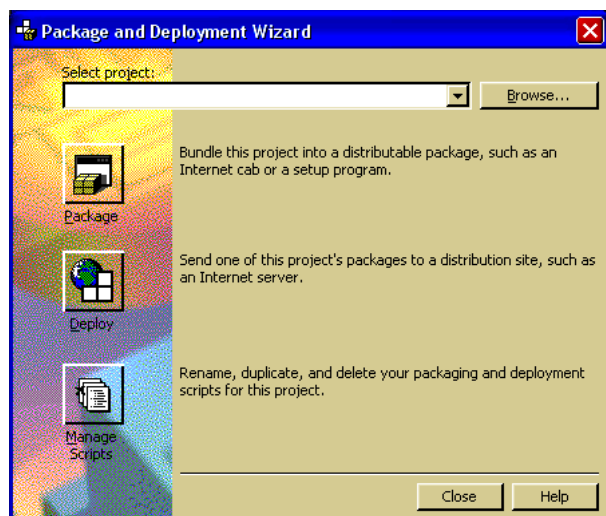 Package and Deployment Wizard
Select project:
Browse...
Bundle this project into a distributable package, such as an
Internet cab or a setup program.
Package
Send one of this project's packages to a distribution site, such as
an Internet server.
Deploy
Rename, duplicate, and delete your packaging and deployment
scripts for this project.
Manage
Scripts
Close
Help